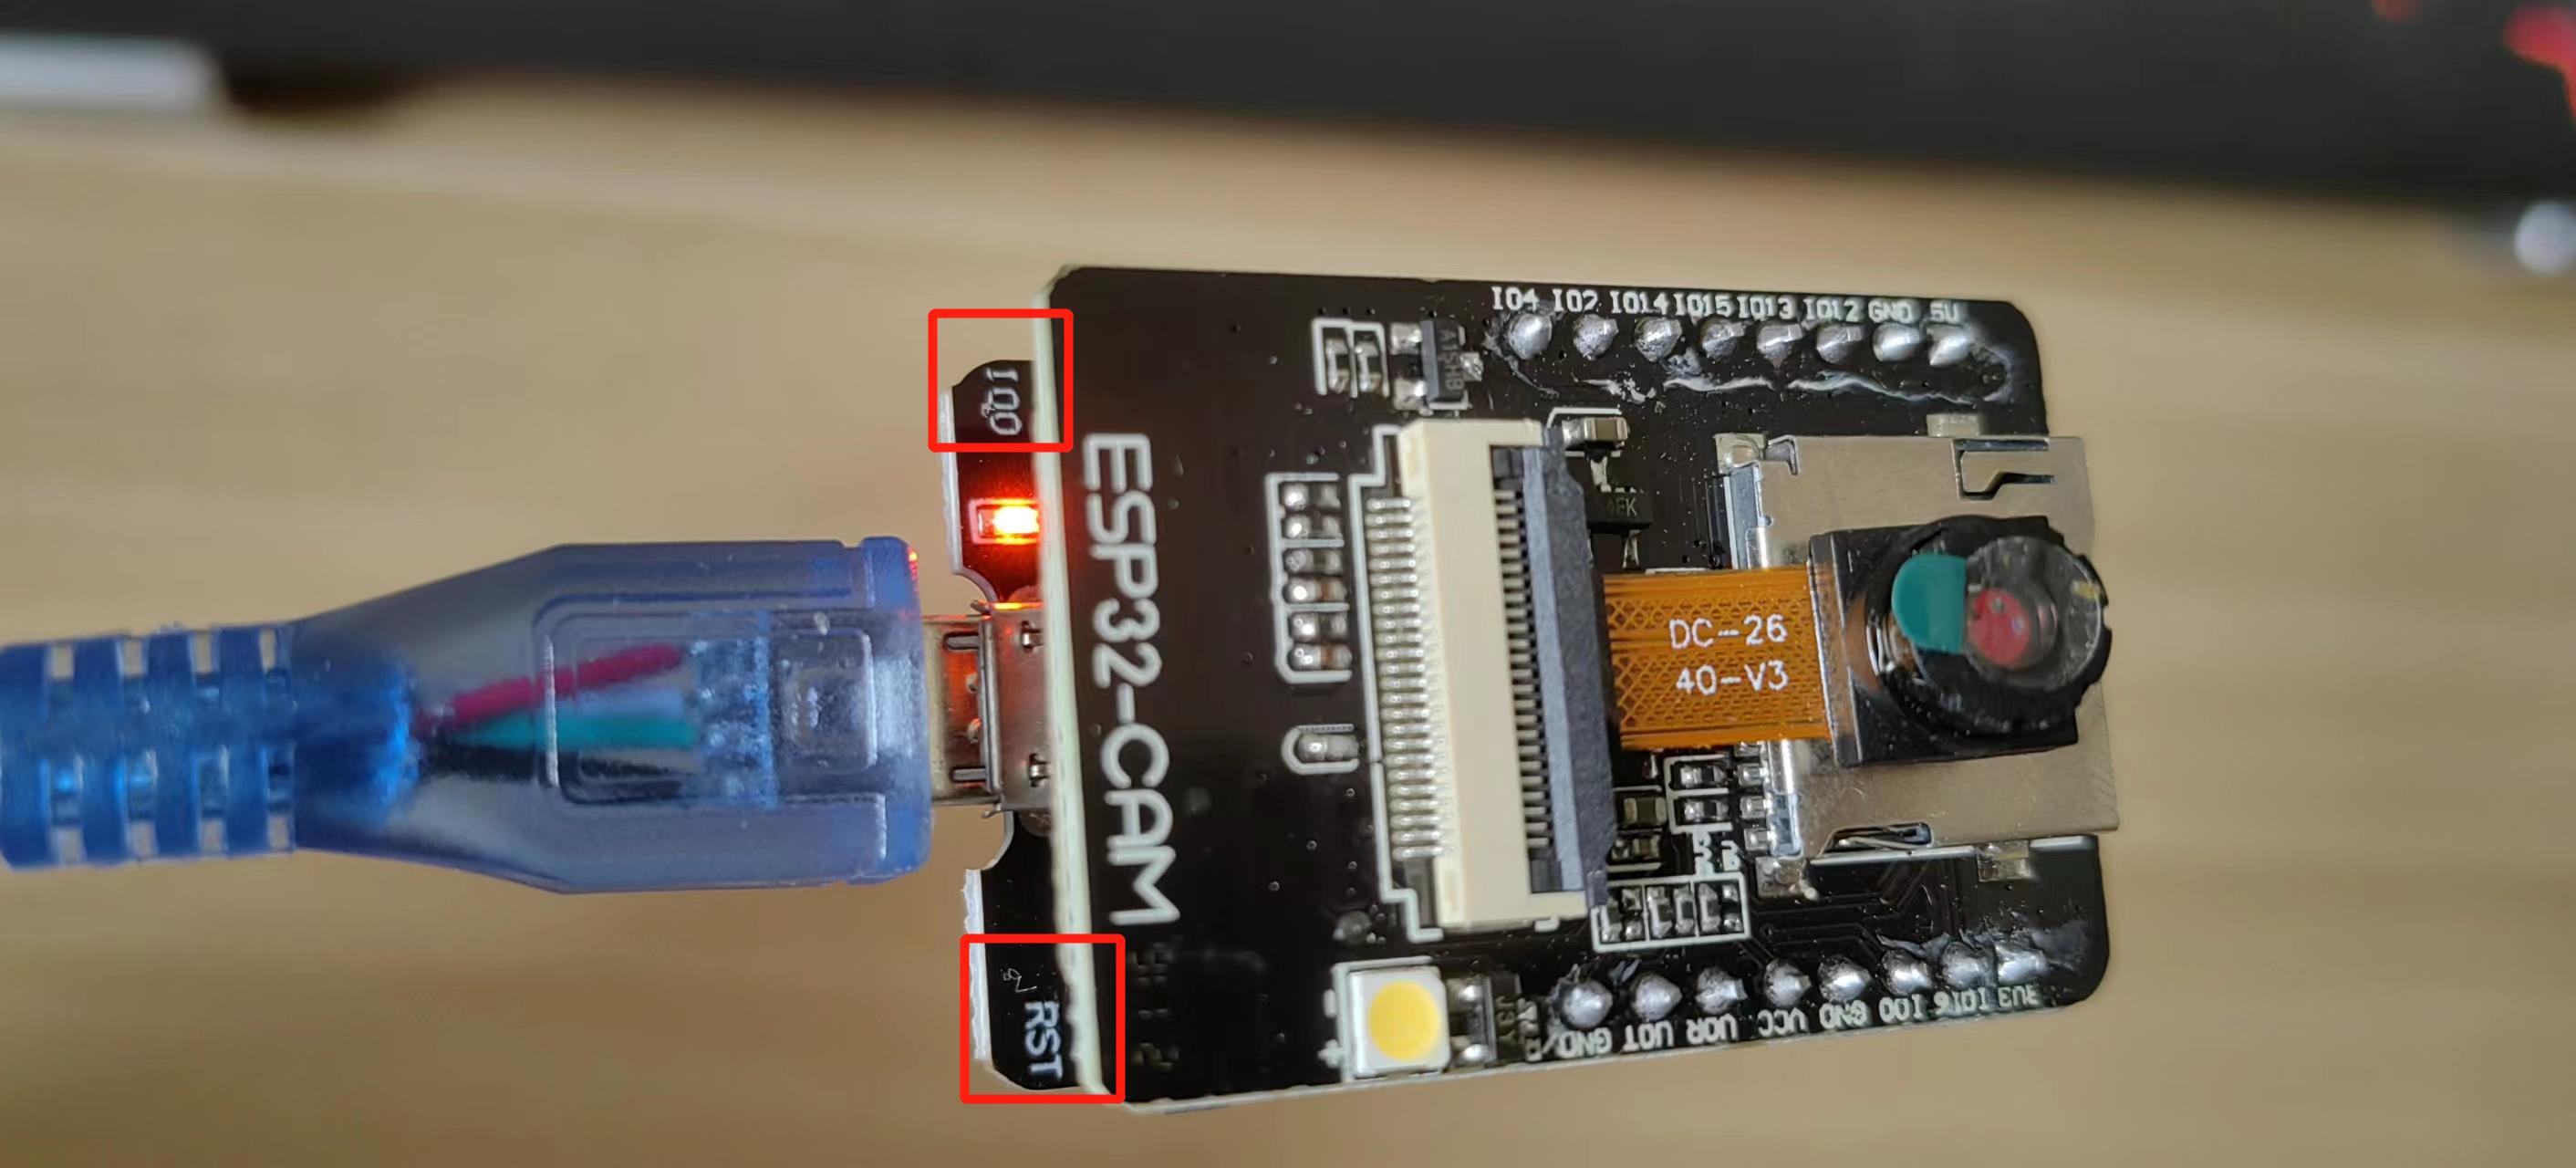 IO4 IO2 IO14 IO15 IO13 IO12 GND 5V
IO0
ESP32-CAM
DC-26
40-V3
RST
GND/R UOT UOR VCC GND IO0 IO16 3V3